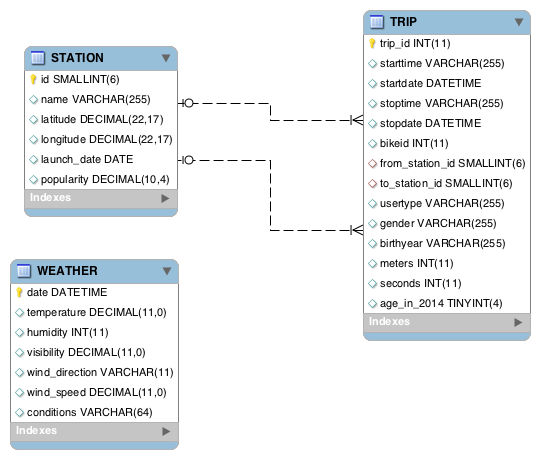 STATION
id SMALLINT(6)
name VARCHAR(255)
latitude DECIMAL(22,17)
longitude DECIMAL(22,17)
launch_date DATE
popularity DECIMAL(10,4)
Indexes
WEATHER
date DATETIME
temperature DECIMAL(11,0)
humidity INT(11)
visibility DECIMAL(11,0)
wind_direction VARCHAR(11)
wind_speed DECIMAL(11,0)
conditions VARCHAR(64)
Indexes
TRIP
trip_id INT(11)
starttime VARCHAR(255)
startdate DATETIME
stoptime VARCHAR(255)
stopdate DATETIME
bikeid INT(11)
from_station_id SMALLINT(6)
to_station_id SMALLINT(6)
usertype VARCHAR(255)
gender VARCHAR(255)
birthyear VARCHAR(255)
meters INT(11)
seconds INT(11)
age_in_2014 TINYINT(4)
Indexes